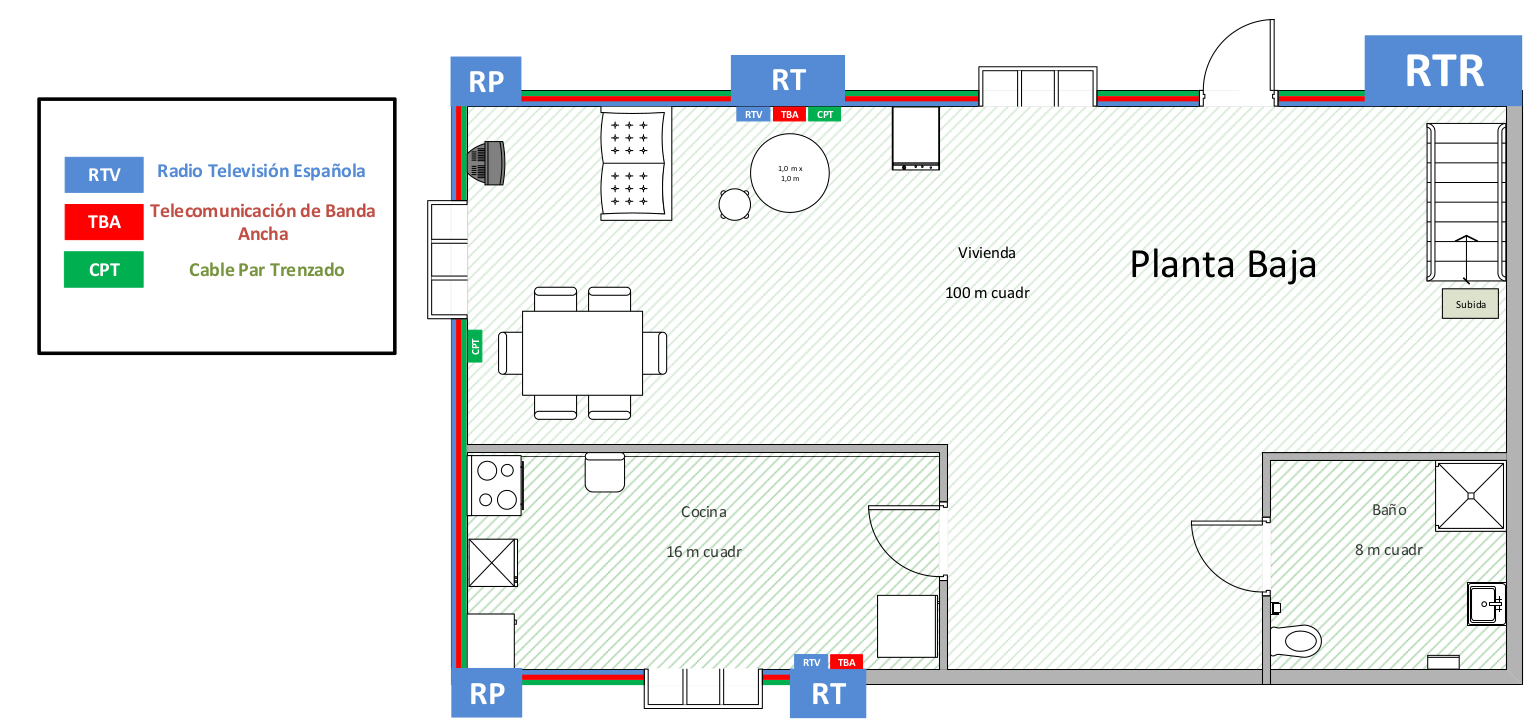 RTV
Radio Televisión Española
TBA
Telecomunicación de Banda
Ancha
CPT
Cable Par Trenzado
RP
RT
RTR
RTV
TBA
CPT
1,0 m x
1,0 m
Vivienda
100 m cuadr
Planta Baja
Subida
CPT
Cocina
16 m cuadr
Baño
8 m cuadr
RTV
TBA
RP
RT